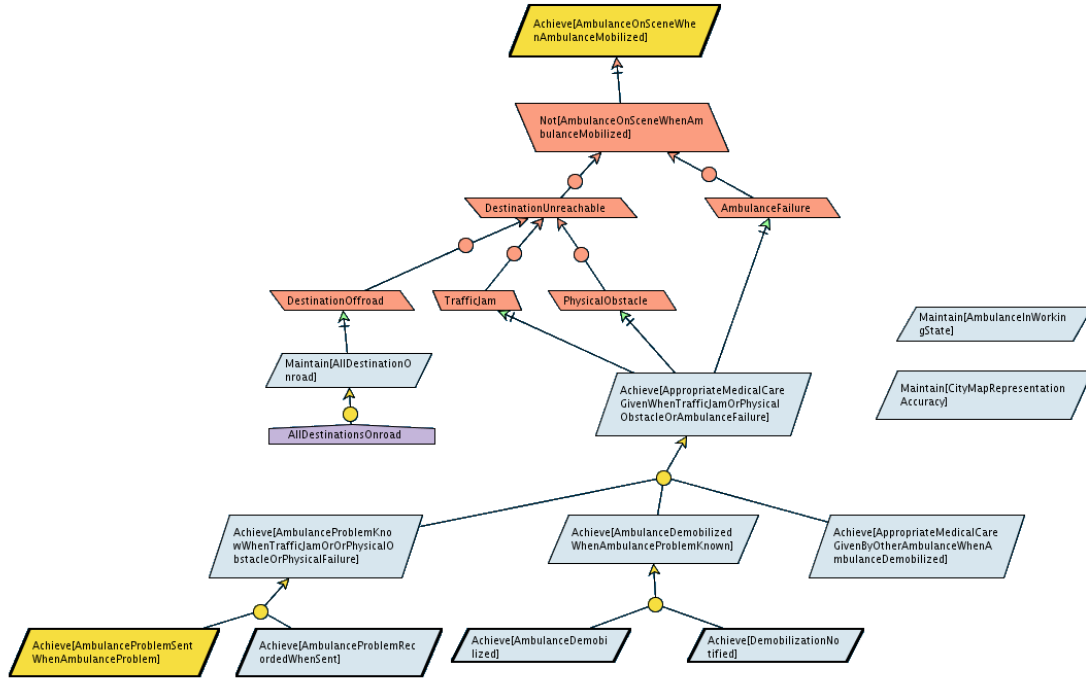 Achieve[AmbulanceOnSceneWhe
nAmbulanceMobilized]
Not[AmbulanceOnSceneWhenAm
bulanceMobilized]
DestinationUnreachable
AmbulanceFailure
DestinationOffroad
TrafficJam
PhysicalObstacle
Maintain[AmbulanceInWorkin
gState]
Maintain[AllDestinationO
nroad]
Achieve[AppropriateMedicalCare
GivenWhenTrafficJamOrPhysical
ObstacleOrAmbulanceFailure]
Maintain[CityMapRepresentation
Accuracy]
AllDestinationsOnroad
Achieve[AmbulanceProblemKno
wWhenTrafficJamOrOrPhysicalO
bstacleOrPhysicalFailure]
Achieve[AmbulanceDemobilized
WhenAmbulanceProblemKnown]
Achieve[AppropriateMedicalCare
GivenByOtherAmbulanceWhenA
mbulanceDemobilized]
Achieve[AmbulanceProblemSent
WhenAmbulanceProblem]
Achieve[AmbulanceProblemRec
ordedWhenSent]
Achieve[AmbulanceDemobi
lized]
Achieve[DemobilizationNo
tified]